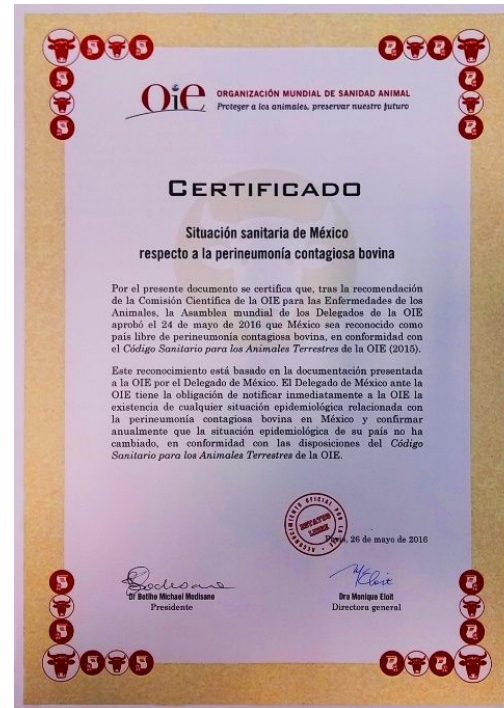 Oie ORGANIZACIÓN MUNDIAL DE SANIDAD ANIMAL
Proteger a los animales, preservar nuestro futuro
CERTIFICADO
Situación sanitaria de México
respecto a la perineumonía contagiosa bovina
Por el presente documento se certifica que, tras la recomendación
de la Comisión Científica de la OIE para las Enfermedades de los
Animales, la Asamblea mundial de los Delegados de la OIE
aprobó el 24 de mayo de 2016 que México sea reconocido como
país libre de perineumonía contagiosa bovina, en conformidad con
el Código Sanitario para los Animales Terrestres de la OIE (2015).
Este reconocimiento está basado en la documentación presentada
a la OIE por el Delegado de México. El Delegado de México ante la
OIE tiene la obligación de notificar inmediatamente a la OIE la
existencia de cualquier situación epidemiológica relacionada con
la perineumonía contagiosa bovina en México y confirmar
anualmente que la situación epidemiológica de su país no ha
cambiado, en conformidad con las disposiciones del Código
Sanitario para los Animales Terrestres de la OIE.
RECONOCIMIENTO OFICIAL POR LA
ESTATUS
París, 26 de mayo de 2016
Dr Botlhe Michael Modisane
Presidente
Dra Monique Eloit
Directora general